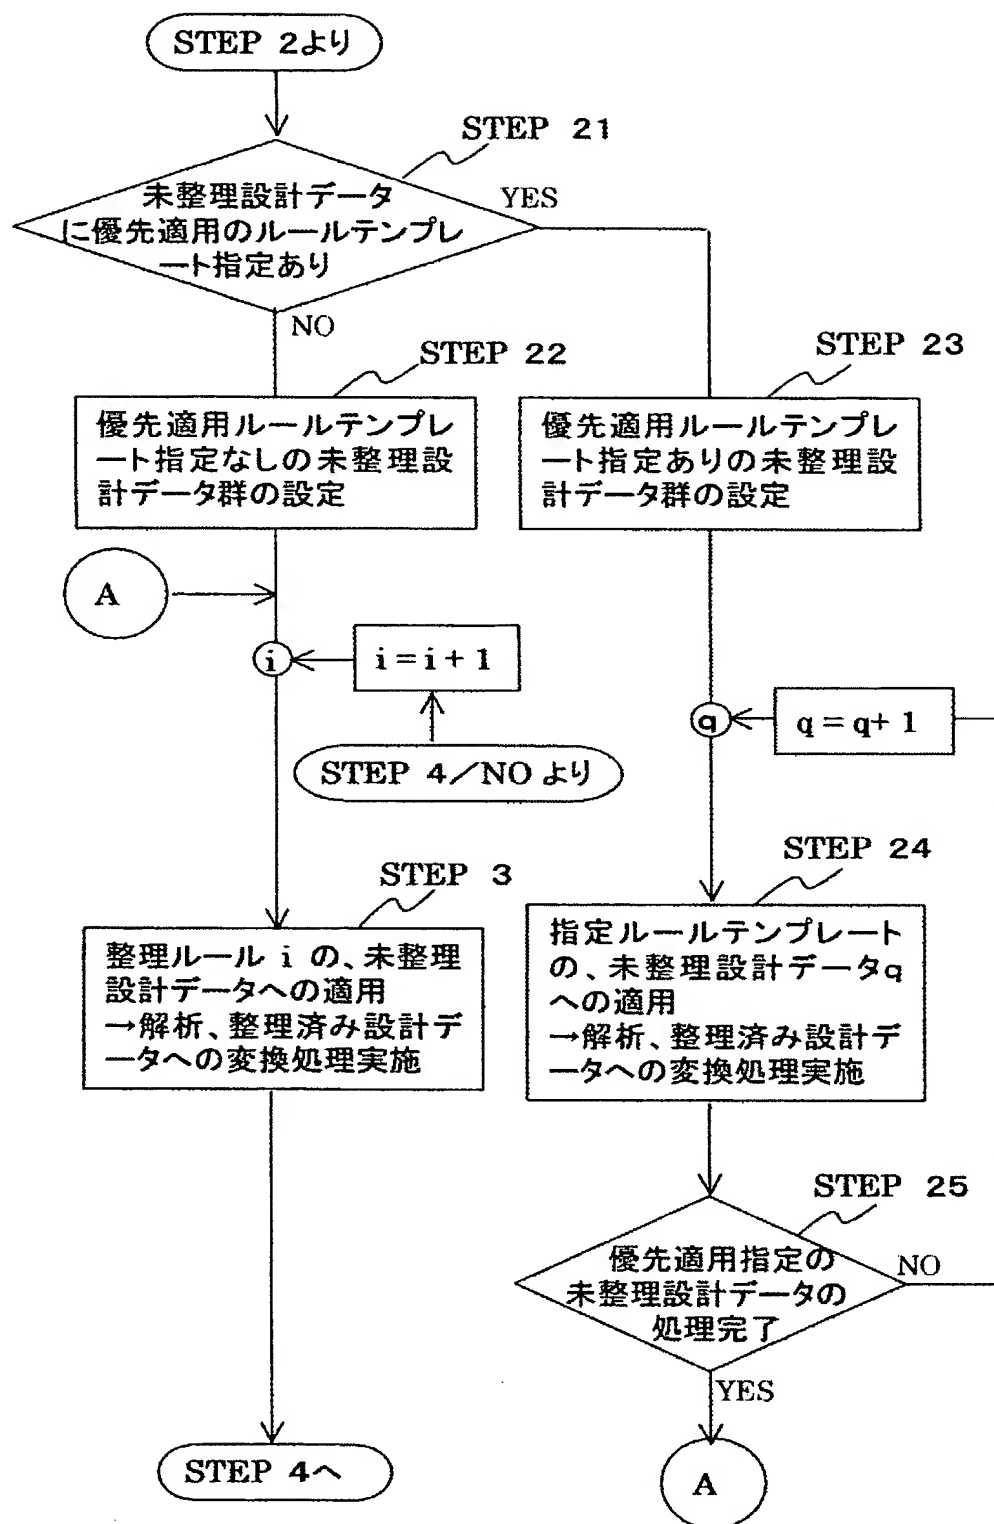 STEP 2より
STEP 21
未整理設計データ
に優先適用のルールテンプレ
ート指定あり
YES
NO
STEP 22
優先適用ルールテンプレ
ート指定なしの未整理設
計データ群の設定
STEP 23
優先適用ルールテンプレ
ート指定ありの未整理設
計データ群の設定
A
i
i = i + 1
STEP 4/NO より
q
q = q + 1
STEP 3
整理ルール i の、未整理
設計データへの適用
→解析、整理済み設計デ
ータへの変換処理実施
STEP 24
指定ルールテンプレート
の、未整理設計データq
への適用
→解析、整理済み設計デ
ータへの変換処理実施
STEP 25
優先適用指定の
未整理設計データの
処理完了
NO
YES
STEP 4へ
A